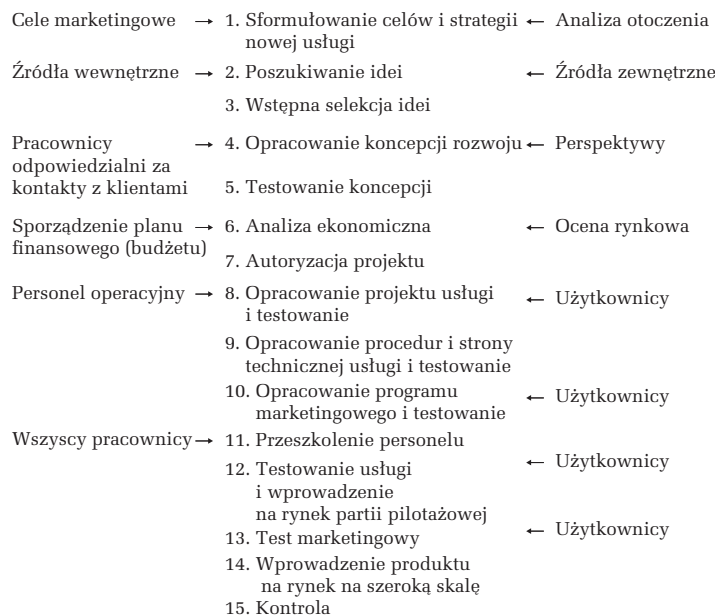 Cele marketingowe → 1. Sformułowanie celów i strategii ← Analiza otoczenia
nowej usługi
Źródła wewnętrzne → 2. Poszukiwanie idei ← Źródła zewnętrzne
3. Wstępna selekcja idei
Pracownicy → 4. Opracowanie koncepcji rozwoju ← Perspektywy
odpowiedzialni za
kontakty z klientami 5. Testowanie koncepcji
Sporządzenie planu → 6. Analiza ekonomiczna ← Ocena rynkowa
finansowego (budżetu)
7. Autoryzacja projektu
Personel operacyjny → 8. Opracowanie projektu usługi ← Użytkownicy
i testowanie
9. Opracowanie procedur i strony
technicznej usługi i testowanie
10. Opracowanie programu ← Użytkownicy
marketingowego i testowanie
Wszyscy pracownicy → 11. Przeszkolenie personelu
12. Testowanie usługi ← Użytkownicy
i wprowadzenie
na rynek partii pilotażowej
13. Test marketingowy ← Użytkownicy
14. Wprowadzenie produktu
na rynek na szeroką skalę
15. Kontrola